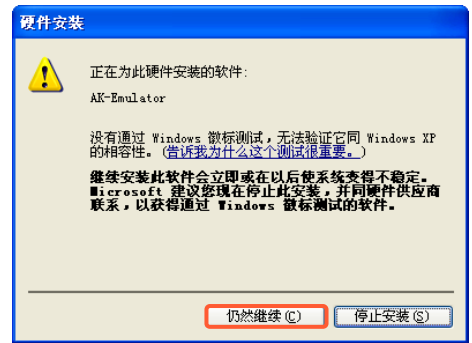 硬件安装
正在为此硬件安装的软件:
AK-Emulator
没有通过 Windows 徽标测试，无法验证它同 Windows XP
的相容性。(告诉我为什么这个测试很重要。)
继续安装此软件会立即或在以后使系统变得不稳定。
Microsoft 建议您现在停止此安装，并同硬件供应商
联系，以获得通过 Windows 徽标测试的软件。
仍然继续(C)
停止安装(S)